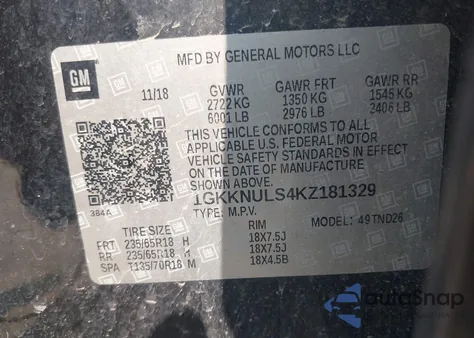 MFD BY GENERAL MOTORS LLC
GM
11/18 GVWR GAWR FRT GAWR RR
2722 KG 1350 KG 1545 KG
6001 LB 2976 LB 2406 LB
THIS VEHICLE CONFORMS TO ALL
APPLICABLE U.S. FEDERAL MOTOR
VEHICLE SAFETY STANDARDS IN EFFECT
ON THE DATE OF MANUFACTURE
SHOWN ABOVE.
384A
1GKKNULS4KZ181329
TYPE: M.P.V. MODEL: 49TND26
TIRE SIZE RIM
FRT 235/65R18 H 18X7.5J
RR 235/65R18 H 18X7.5J
SPA T135/70R18 M 18X4.5B
AutoSnap